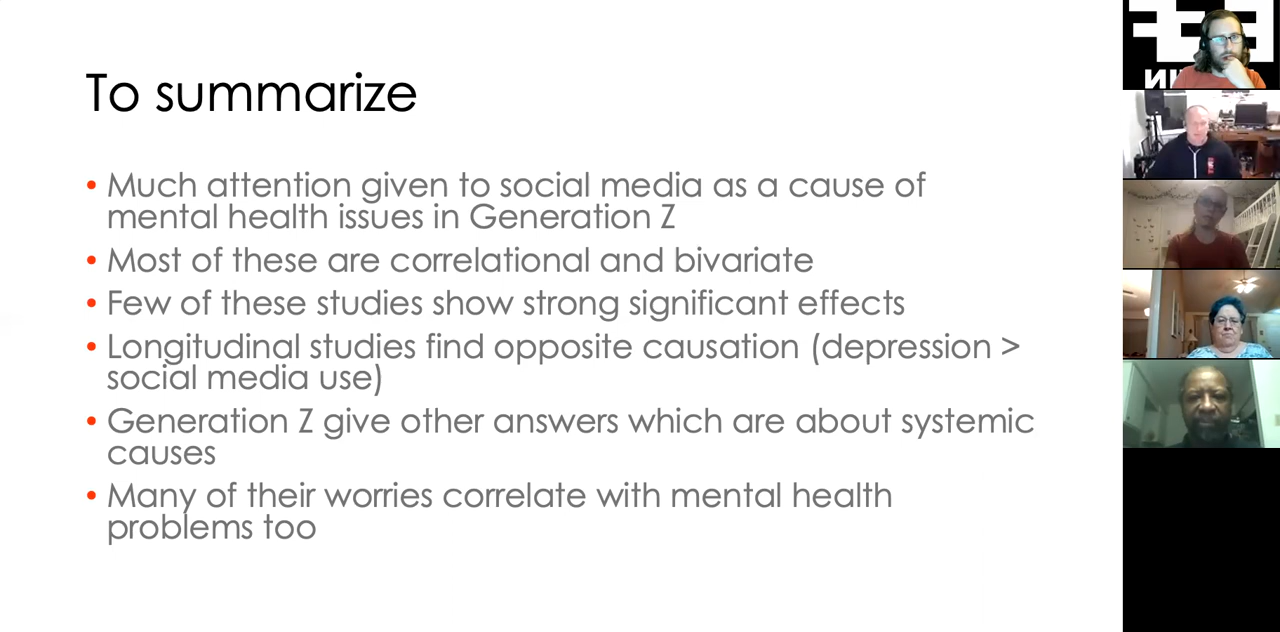 To summarize
• Much attention given to social media as a cause of
mental health issues in Generation Z
• Most of these are correlational and bivariate
• Few of these studies show strong significant effects
• Longitudinal studies find opposite causation (depression >
social media use)
• Generation Z give other answers which are about systemic
causes
• Many of their worries correlate with mental health
problems too